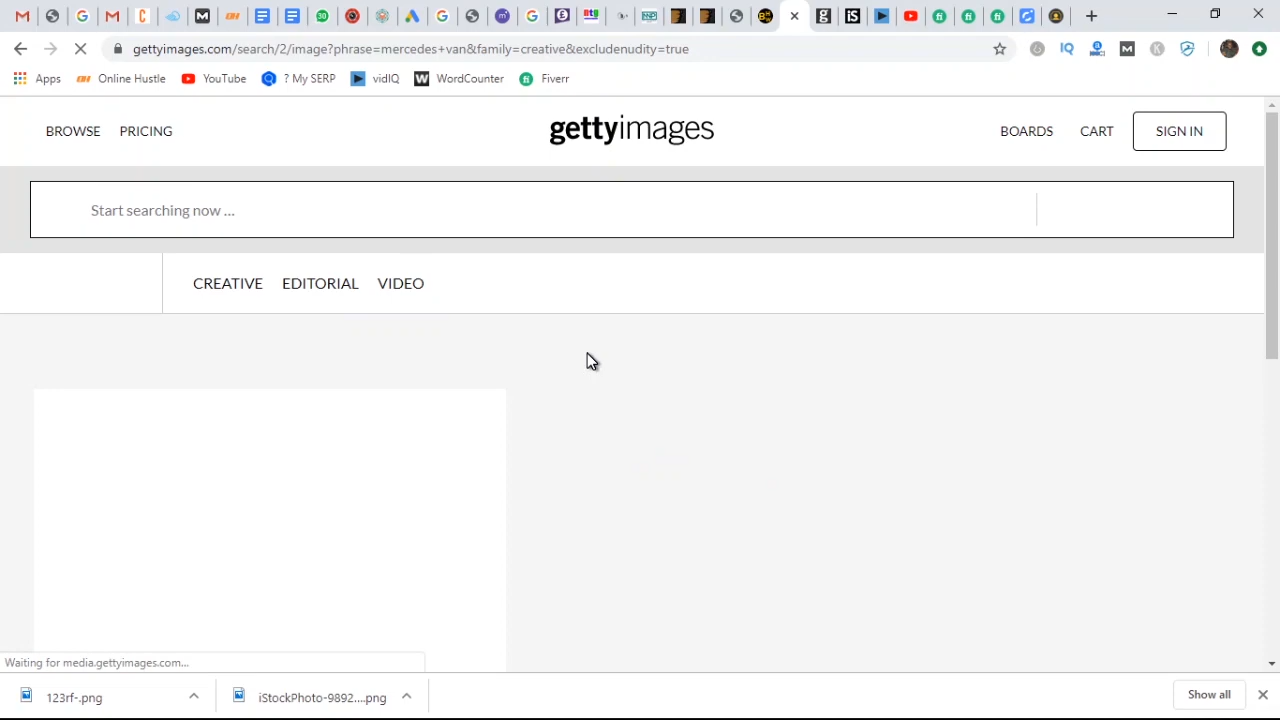 gettyimages.com/search/2/image?phrase=mercedes+van&family=creative&excludenudity=true
Apps Online Hustle YouTube ? My SERP vidIQ WordCounter Fiverr
BROWSE PRICING gettyimages BOARDS CART SIGN IN
Start searching now ...
CREATIVE EDITORIAL VIDEO
Waiting for media.gettyimages.com...
123rf-.png iStockPhoto-9892....png Show all